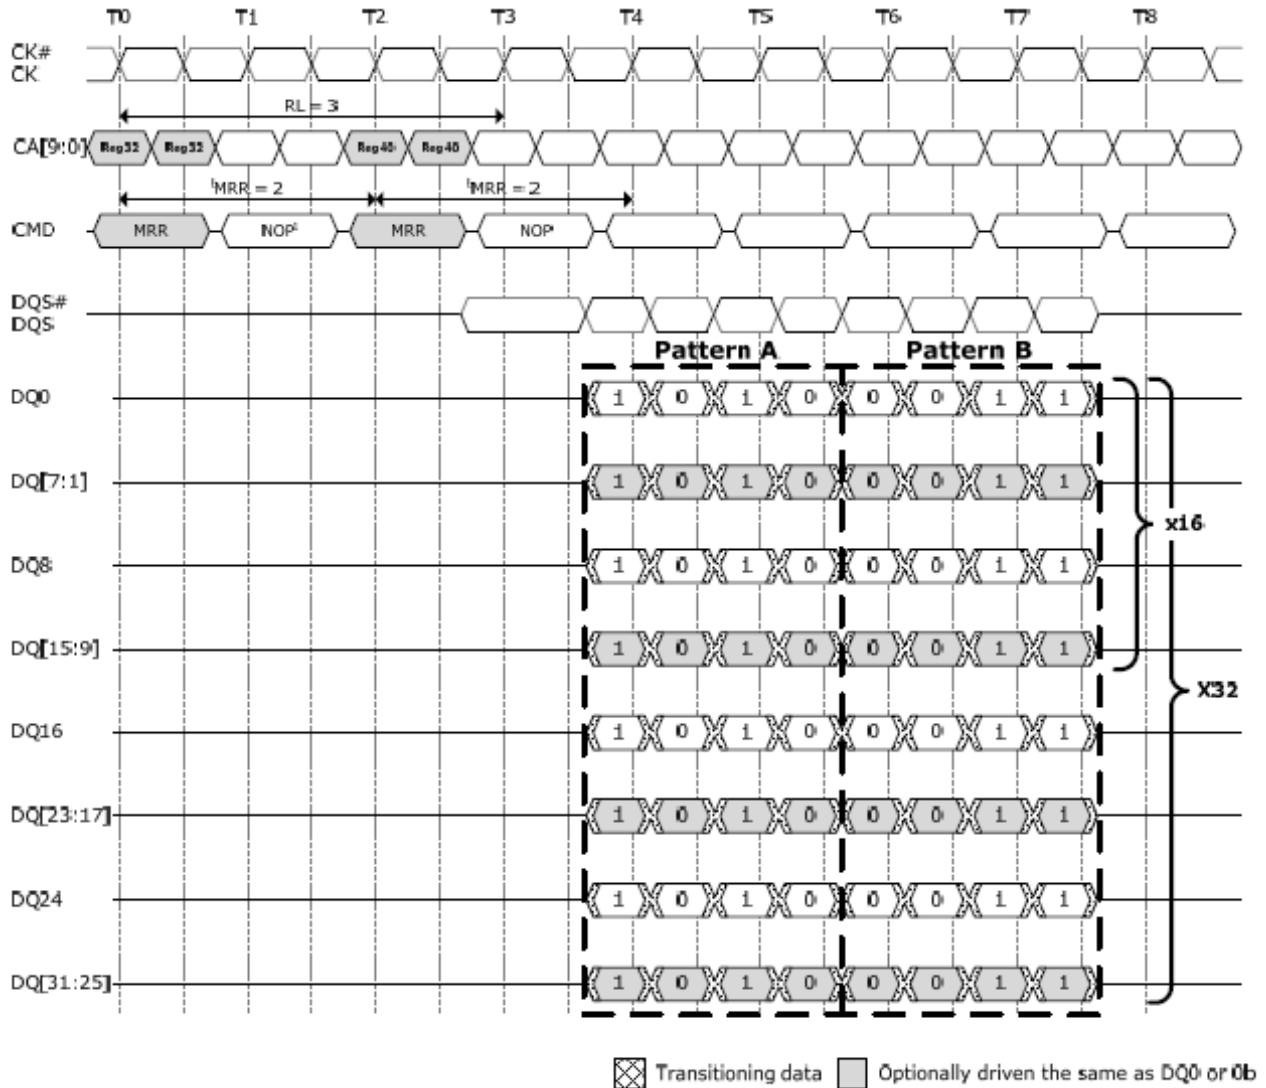 T0 T1 T2 T3 T4 T5 T6 T7 T8
CK#
CK
RL = 3
CA[9:0] Reg32 Reg32 Reg40 Reg40
tMRR = 2 tMRR = 2
CMD MRR NOP1 MRR NOP
DQS#
DQS
Pattern A Pattern B
DQ0 1 0 1 0 0 0 1 1
DQ[7:1] 1 0 1 0 0 0 1 1
x16
DQ8 1 0 1 0 0 0 1 1
DQ[15:9] 1 0 1 0 0 0 1 1
X32
DQ16 1 0 1 0 0 0 1 1
DQ[23:17] 1 0 1 0 0 0 1 1
DQ24 1 0 1 0 0 0 1 1
DQ[31:25] 1 0 1 0 0 0 1 1
Transitioning data Optionally driven the same as DQ0 or 0b